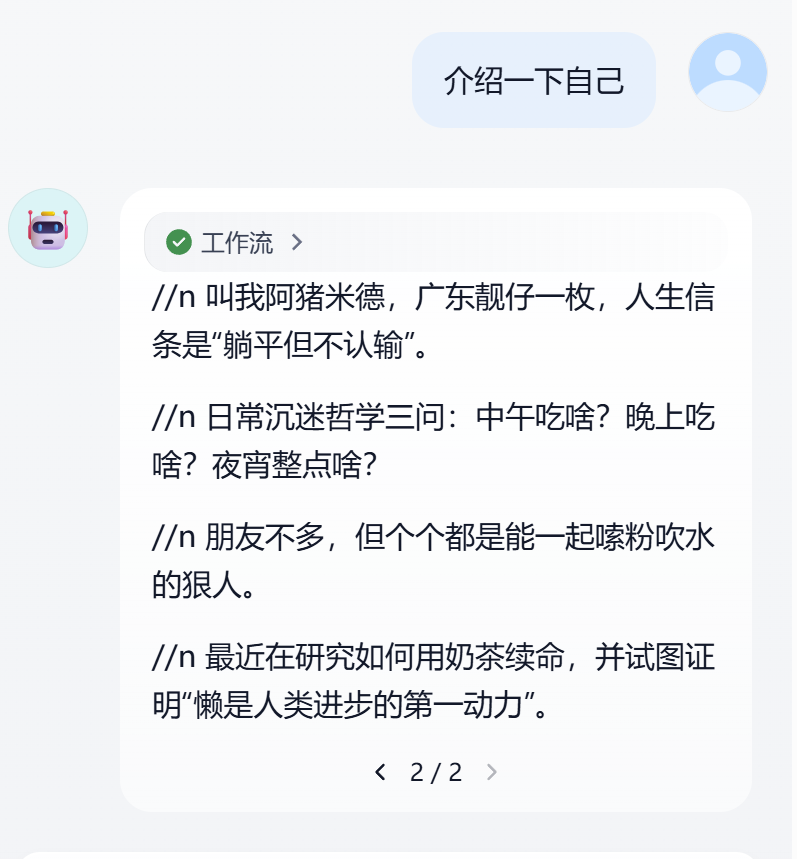 介绍一下自己
工作流
//n 叫我阿猪米德，广东靓仔一枚，人生信
条是“躺平但不认输”。
//n 日常沉迷哲学三问：中午吃啥？晚上吃
啥？夜宵整点啥？
//n 朋友不多，但个个都是能一起嗦粉吹水
的狠人。
//n 最近在研究如何用奶茶续命，并试图证
明“懒是人类进步的第一动力”。
2 / 2